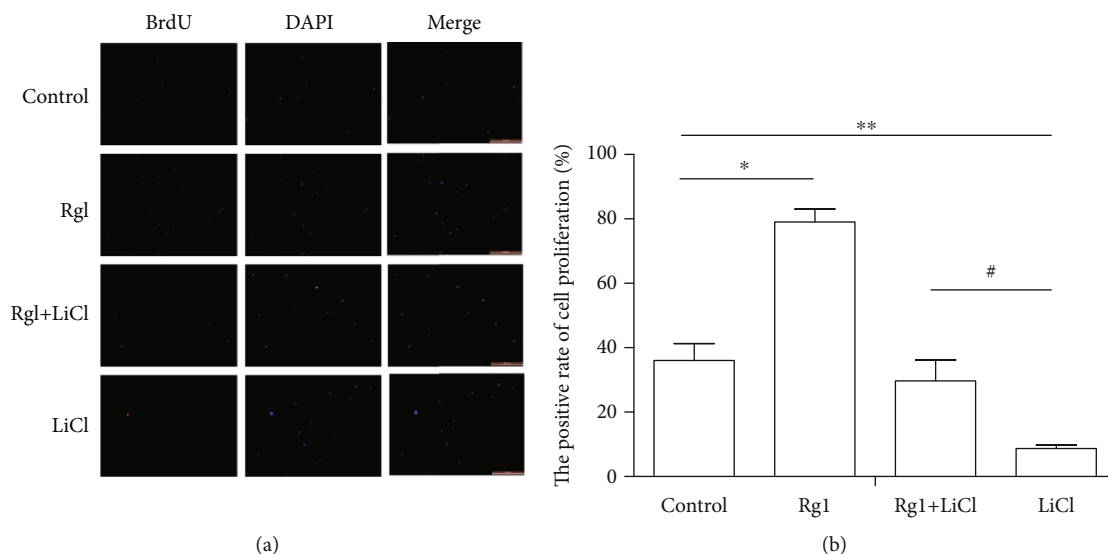 BrdU DAPI Merge
Control
Rgl
Rgl+LiCl
LiCl
(a)
The positive rate of cell proliferation (%)
100
80
60
40
20
0
**
*
#
Control Rg1 Rg1+LiCl LiCl
(b)